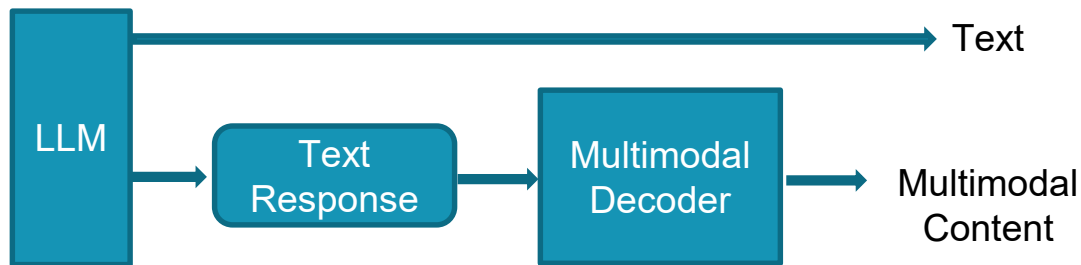 Text
LLM
Text
Response
Multimodal
Decoder
Multimodal
Content